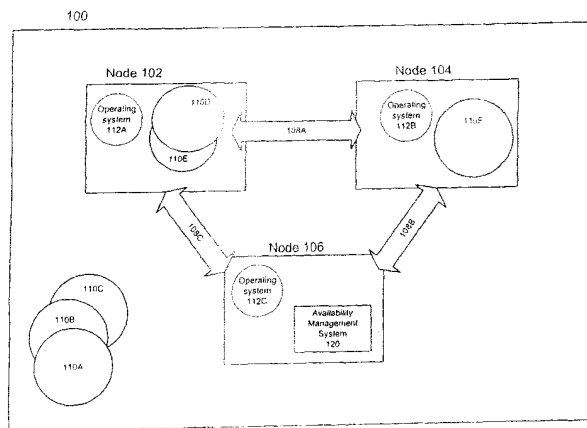 100
Node 102
Node 104
Operating
system
112A
110D
110E
108A
Operating
system
112B
110F
108C
108B
Node 106
Operating
system
112C
Availability
Management
System
120
110C
110B
110A